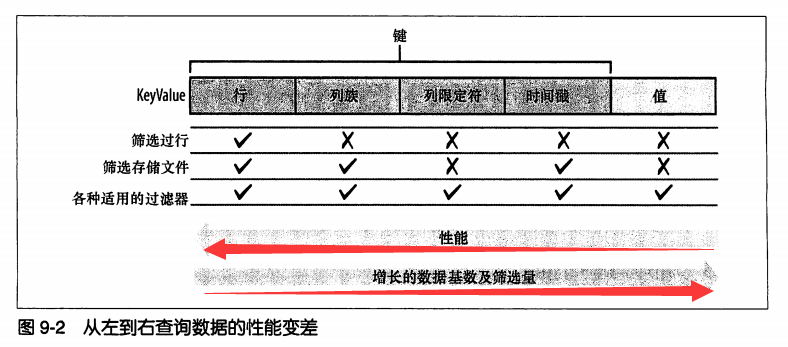 键
KeyValue 行 列族 列限定符 时间戳 值
筛选过行 ✓ X X X X
筛选存储文件 ✓ ✓ X ✓ X
各种适用的过滤器 ✓ ✓ ✓ ✓ ✓
性能
增长的数据基数及筛选量
图 9-2 从左到右查询数据的性能变差